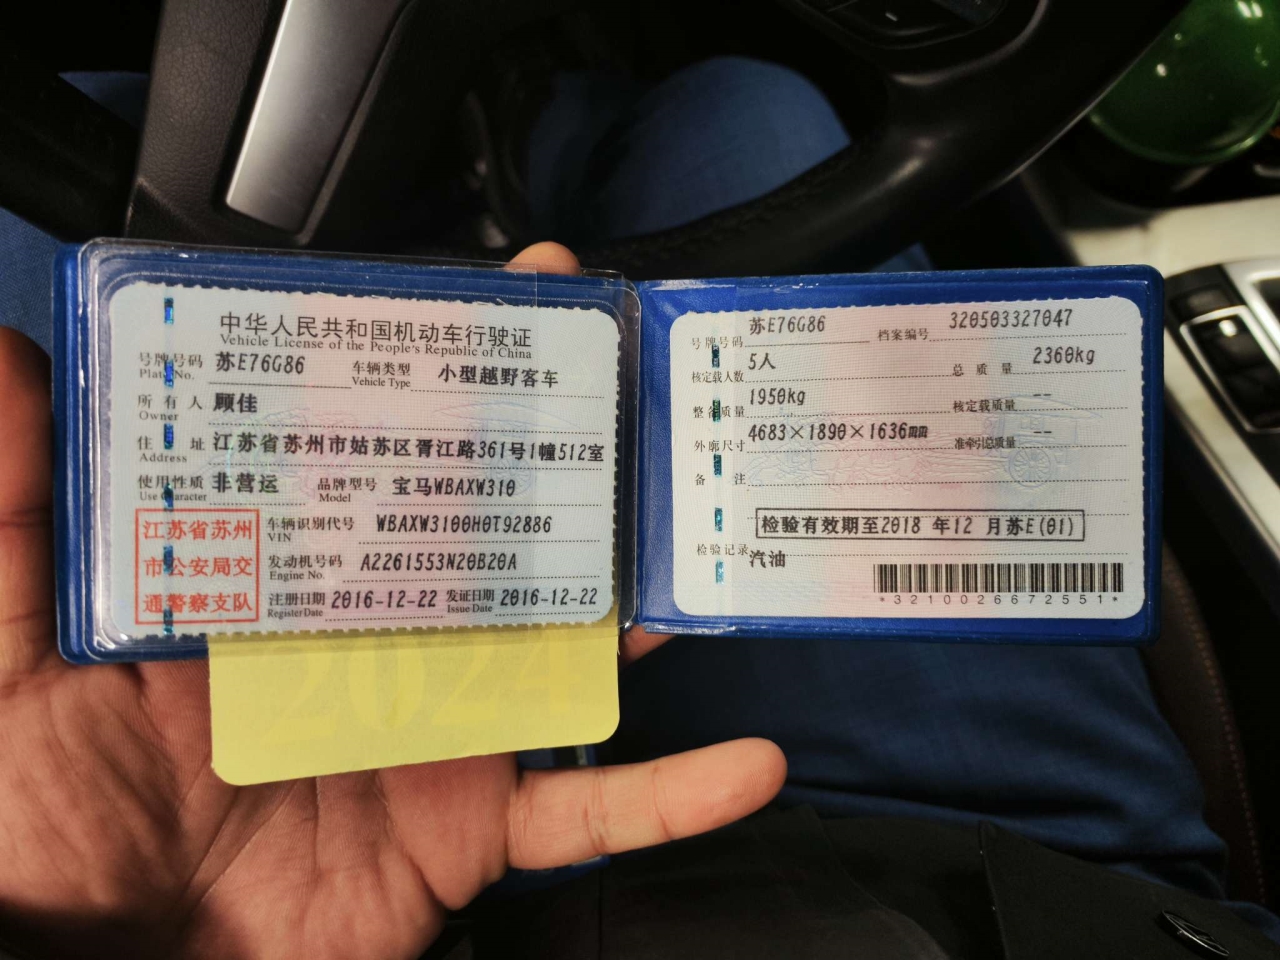 中华人民共和国机动车行驶证
Vehicle License of the People's Republic of China
号牌号码 苏E76G86 车辆类型 小型越野客车
Plate No. Vehicle Type
所有人 顾佳
Owner
住址 江苏省苏州市姑苏区胥江路361号1幢512室
Address
使用性质 非营运 品牌型号 宝马WBAXW310
Use Character Model
江苏省苏州
市公安局交
通警察支队
车辆识别代号 WBAXW3100H0T92886
VIN
发动机号码 A2261553N20B20A
Engine No.
注册日期 2016-12-22 发证日期 2016-12-22
Register Date Issue Date
2024
号牌号码 苏E76G86 档案编号 320503327047
核定载人数 5人 总质量 2360kg
整备质量 1950kg 核定载质量 --
外廓尺寸 4683×1890×1636mm 准牵引总质量 --
备注
检验有效期至2018 年12 月苏E(01)
检验记录 汽油
*3210026672551*